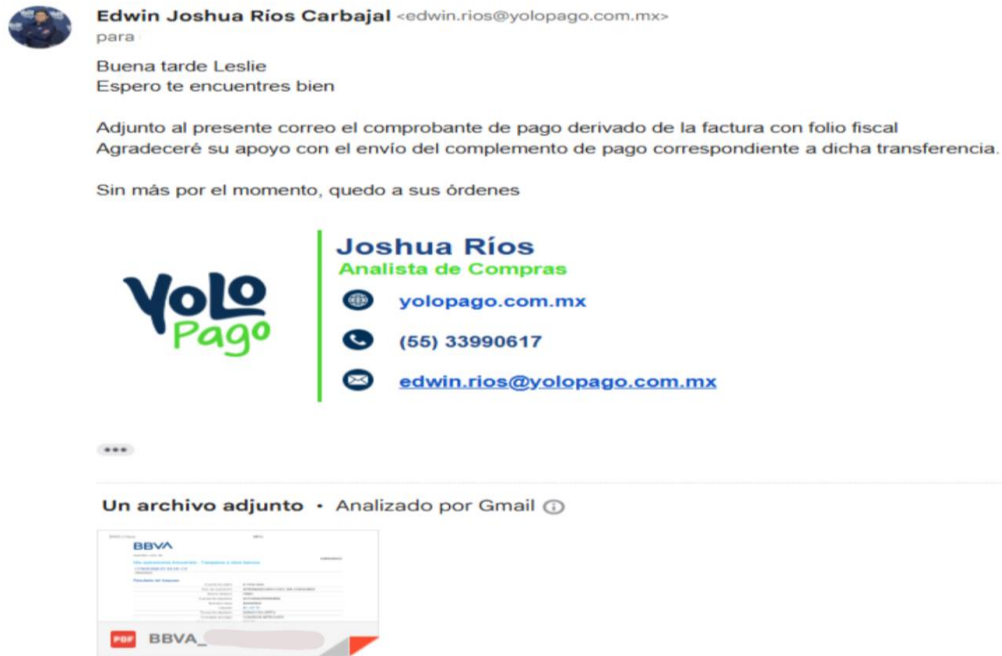 Edwin Joshua Ríos Carbajal <edwin.rios@yolopago.com.mx>
para
Buena tarde Leslie
Espero te encuentres bien
Adjunto al presente correo el comprobante de pago derivado de la factura con folio fiscal
Agradeceré su apoyo con el envío del complemento de pago correspondiente a dicha transferencia.
Sin más por el momento, quedo a sus órdenes
YOLO
Pago
Joshua Ríos
Analista de Compras
yolopago.com.mx
(55) 33990617
edwin.rios@yolopago.com.mx
Un archivo adjunto • Analizado por Gmail
BBVA
PDF BBVA_